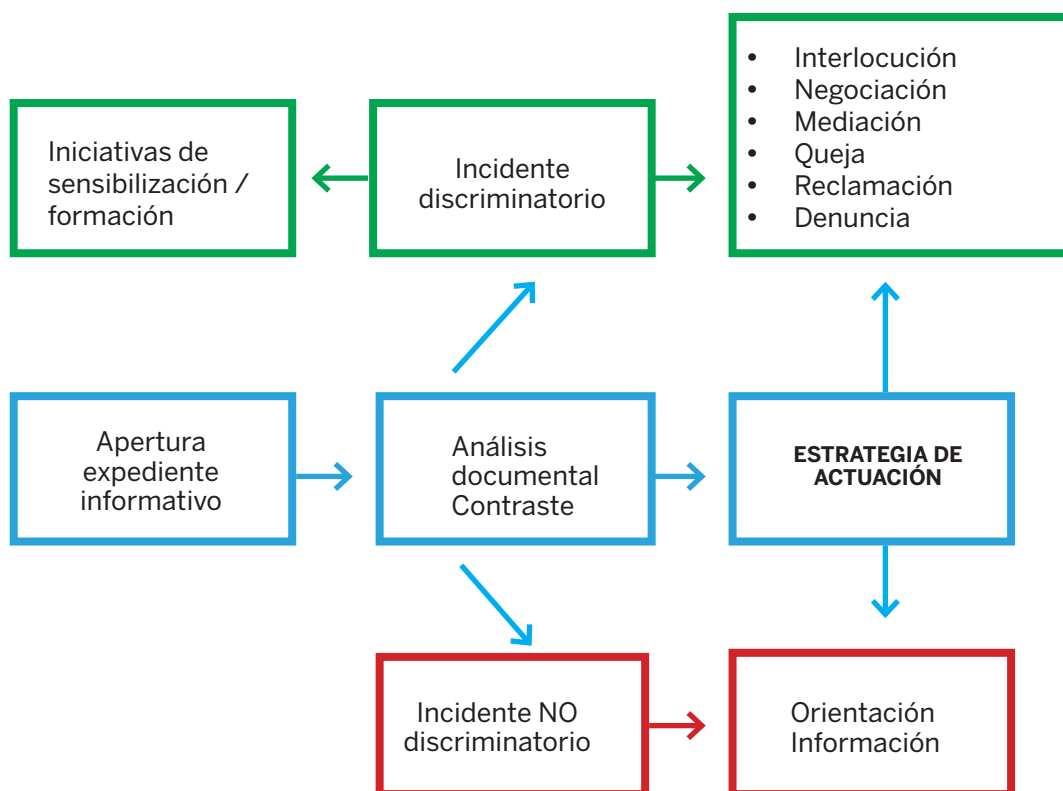 Iniciativas de
sensibilización /
formación
Incidente
discriminatorio
• Interlocución
• Negociación
• Mediación
• Queja
• Reclamación
• Denuncia
Apertura
expediente
informativo
Análisis
documental
Contraste
ESTRATEGIA DE
ACTUACIÓN
Incidente NO
discriminatorio
Orientación
Información